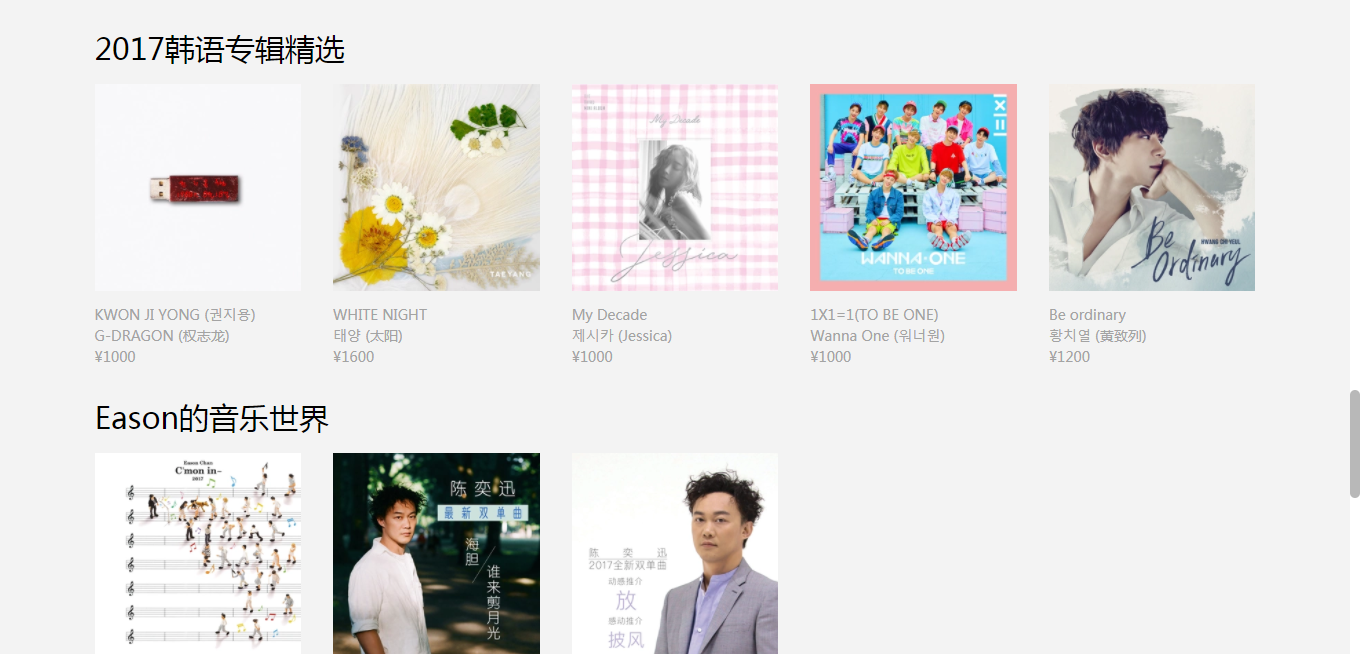 2017韩语专辑精选
TAEYANG
My Decade
Jessica
1X1=1
WANNA·ONE
TO BE ONE
Be
Ordinary
HWANG CHI YEUL
KWON JI YONG (권지용)
G-DRAGON (权志龙)
¥1000
WHITE NIGHT
태양 (太阳)
¥1600
My Decade
제시카 (Jessica)
¥1000
1X1=1(TO BE ONE)
Wanna One (워너원)
¥1000
Be ordinary
황치열 (黄致列)
¥1200
Eason的音乐世界
Eason Chan
C'mon in~
2017
陈奕迅
最新双单曲
海胆
谁来剪月光
陈奕迅
2017全新双单曲
动感推介
放
感动推介
披风